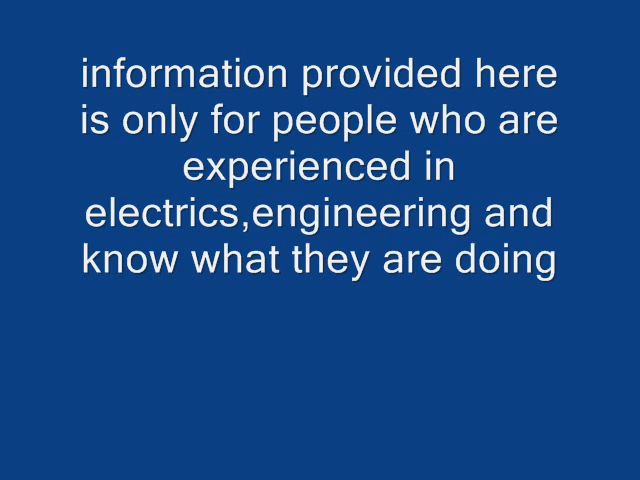 information provided here
is only for people who are
experienced in
electrics,engineering and
know what they are doing